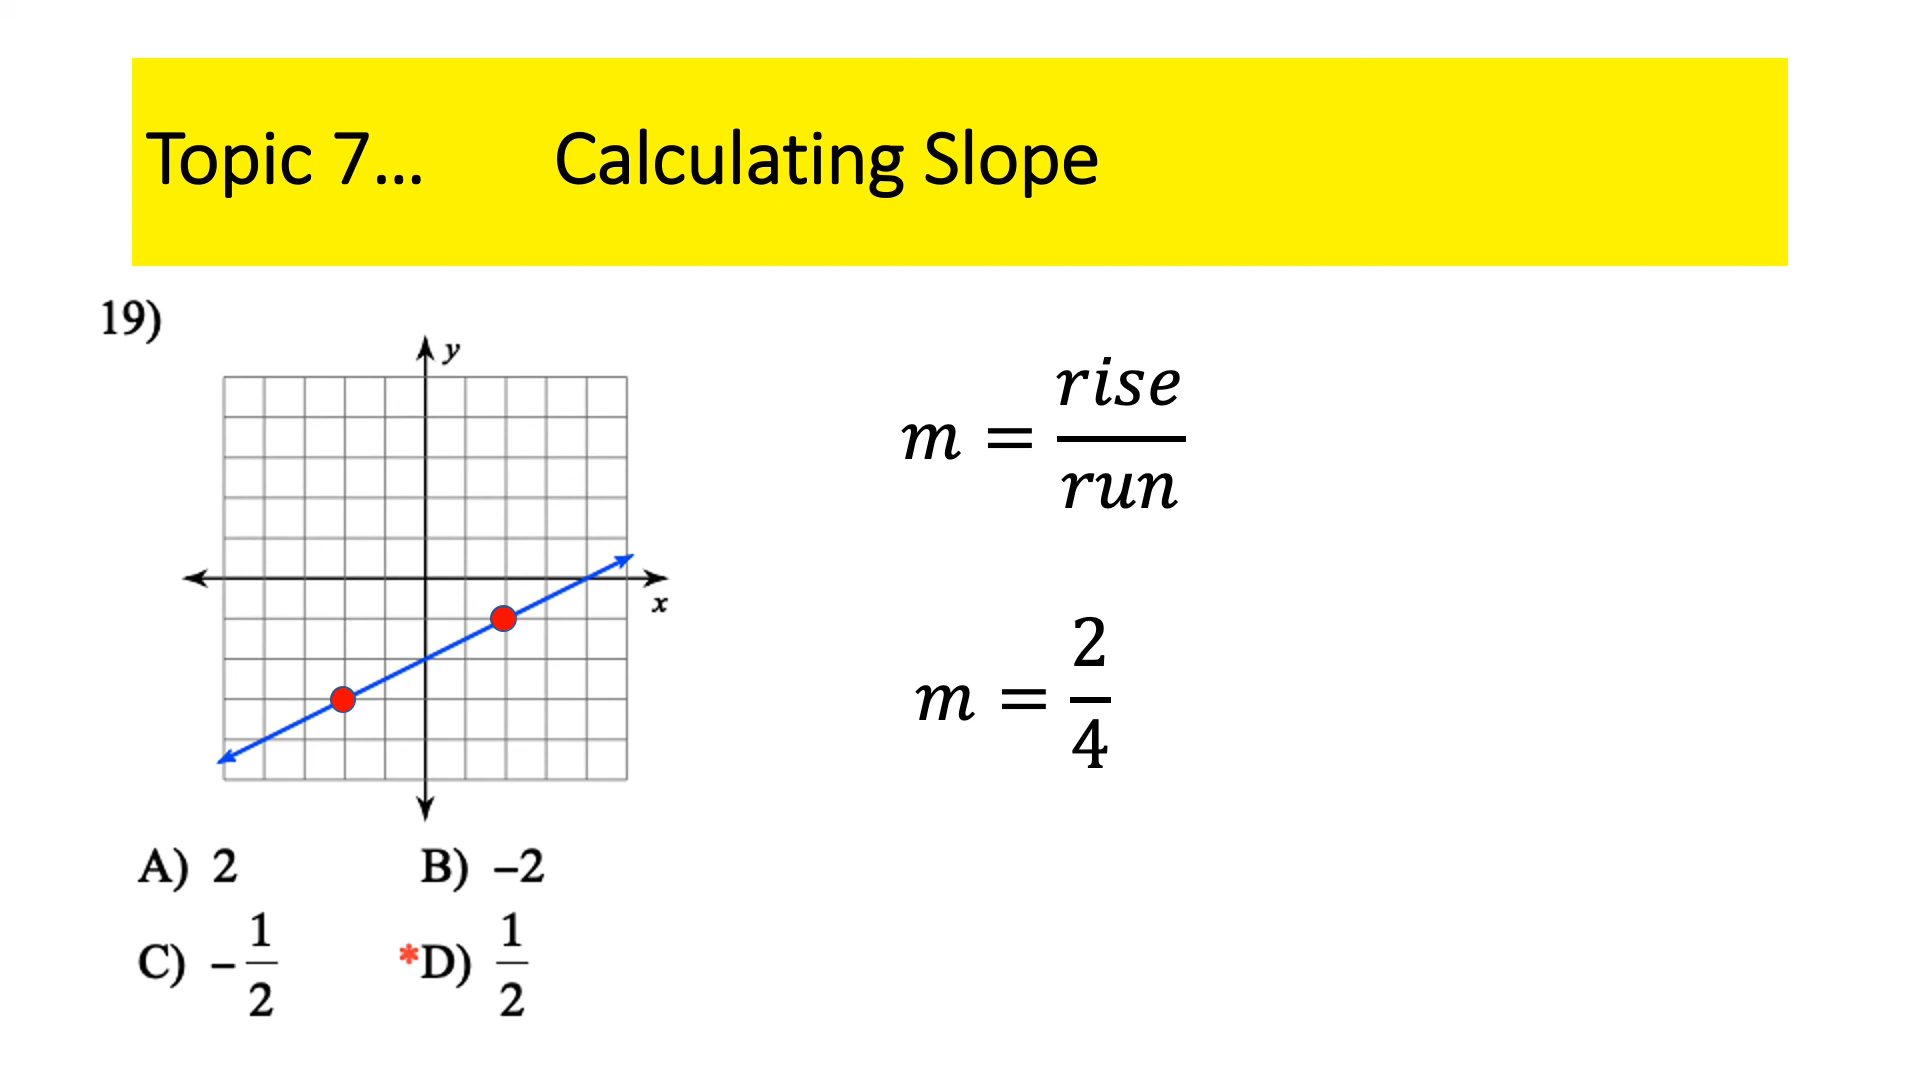 Topic 7... Calculating Slope
19)
y
x
m = rise/run
m = 2/4
A) 2 B) –2
C) –1/2 *D) 1/2